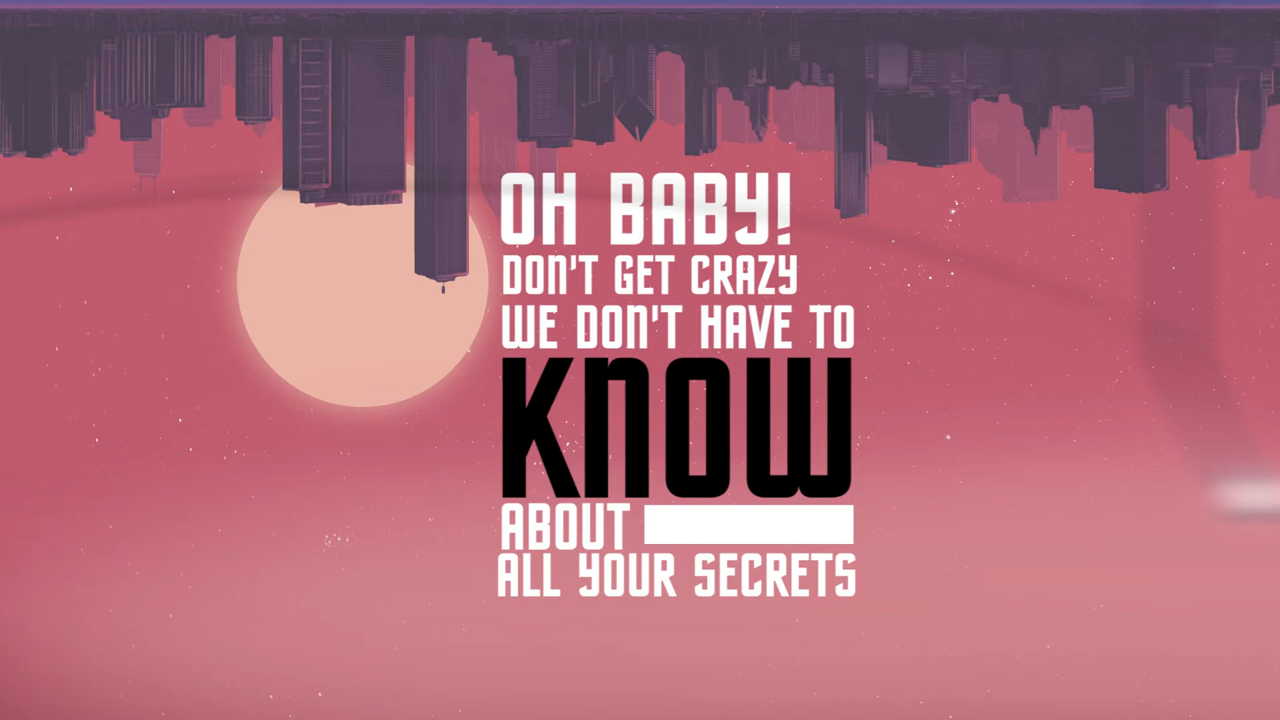 OH BABY!
DON'T GET CRAZY
WE DON'T HAVE TO
KNOW
ABOUT
ALL YOUR SECRETS